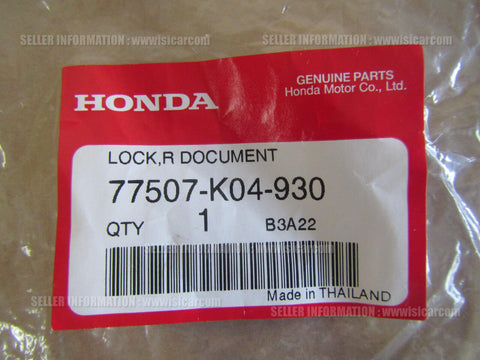 SELLER INFORMATION : www.isicar.com
SELLER INFORMATION : www.isicar.com
GENUINE PARTS
HONDA
Honda Motor Co., Ltd.
LOCK,R DOCUMENT
77507-K04-930
QTY 1 B3A22
Made in THAILAND
SELLER INFORMATION : www.isicar.com
SELLER INFORMATION : www.isicar.com